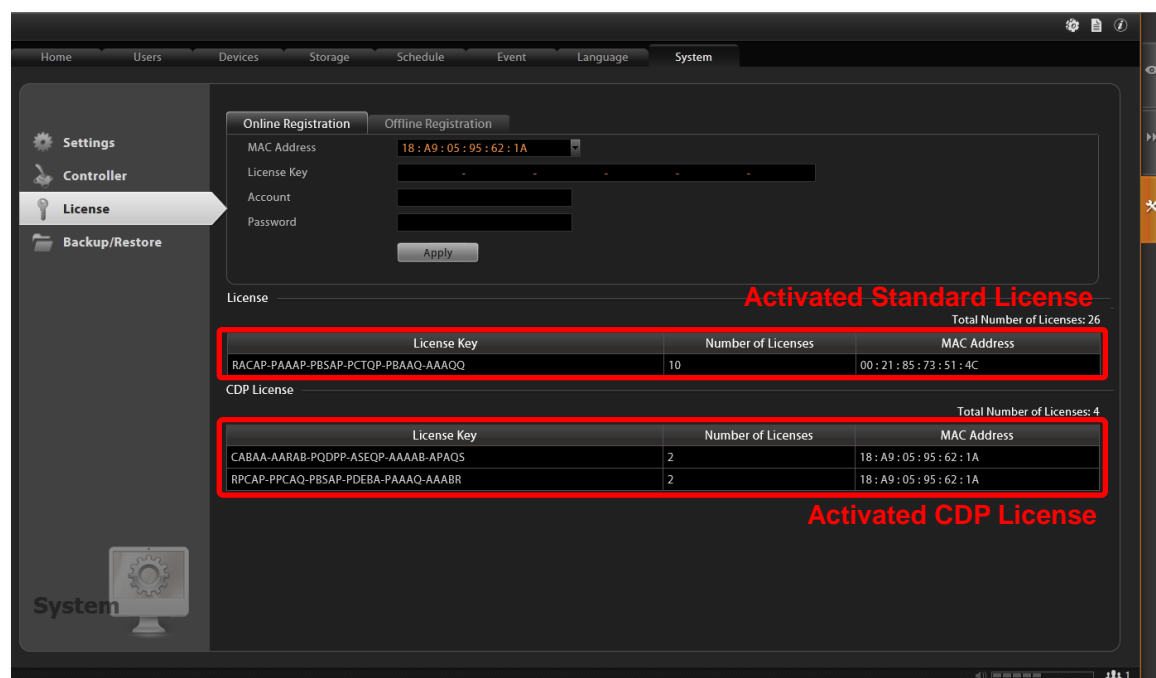 Home Users Devices Storage Schedule Event Language System
Settings
Controller
License
Backup/Restore
System
Online Registration Offline Registration
MAC Address 18 : A9 : 05 : 95 : 62 : 1A
License Key - - - - -
Account
Password
Apply
License
Activated Standard License
Total Number of Licenses: 26
License Key Number of Licenses MAC Address
RACAP-PAAAP-PBSAP-PCTQP-PBAAQ-AAAQQ 10 00 : 21 : 85 : 73 : 51 : 4C
CDP License
Total Number of Licenses: 4
License Key Number of Licenses MAC Address
CABAA-AARAB-PQDPP-ASEQP-AAAAB-APAQS 2 18 : A9 : 05 : 95 : 62 : 1A
RPCAP-PPCAQ-PBSAP-PDEBA-PAAAQ-AAABR 2 18 : A9 : 05 : 95 : 62 : 1A
Activated CDP License
1